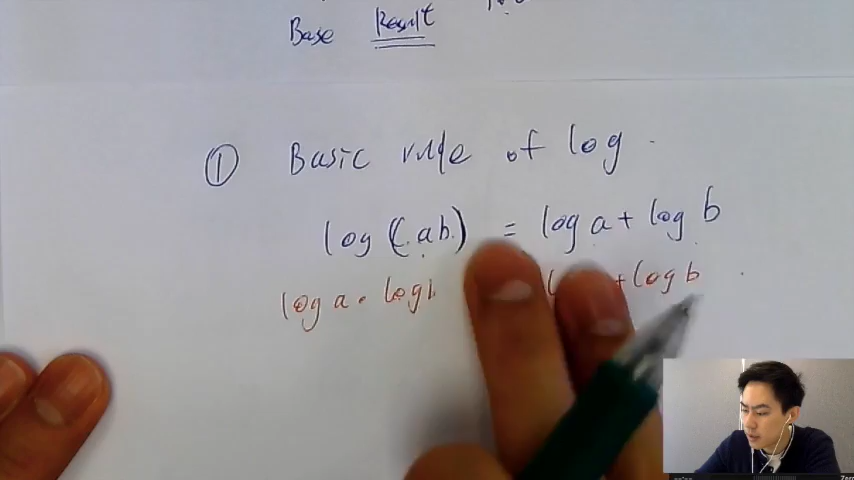 Base Result
① Basic rule of log.
log (ab) = log a + log b
log a · log b + log b